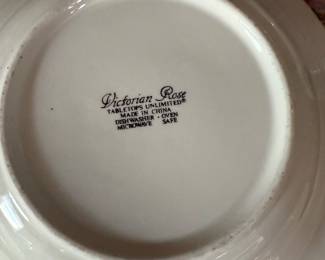 Victorian Rose
TABLETOPS UNLIMITED®
MADE IN CHINA
DISHWASHER - OVEN
MICROWAVE SAFE